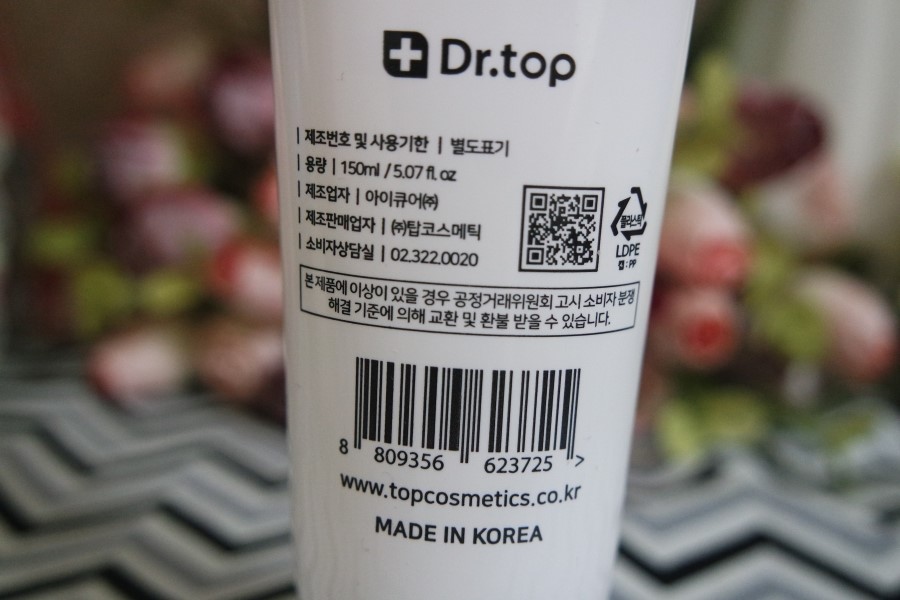 Dr.top
| 제조번호 및 사용기한 | 별도표기
| 용량 | 150ml / 5.07 fl. oz
| 제조업자 | 아이큐어㈜
| 제조판매업자 | ㈜탑코스메틱
| 소비자상담실 | 02.322.0020
플라스틱
LDPE
캡 : PP
본 제품에 이상이 있을 경우 공정거래위원회 고시 소비자 분쟁
해결 기준에 의해 교환 및 환불 받을 수 있습니다.
8 809356 623725 >
www.topcosmetics.co.kr
MADE IN KOREA